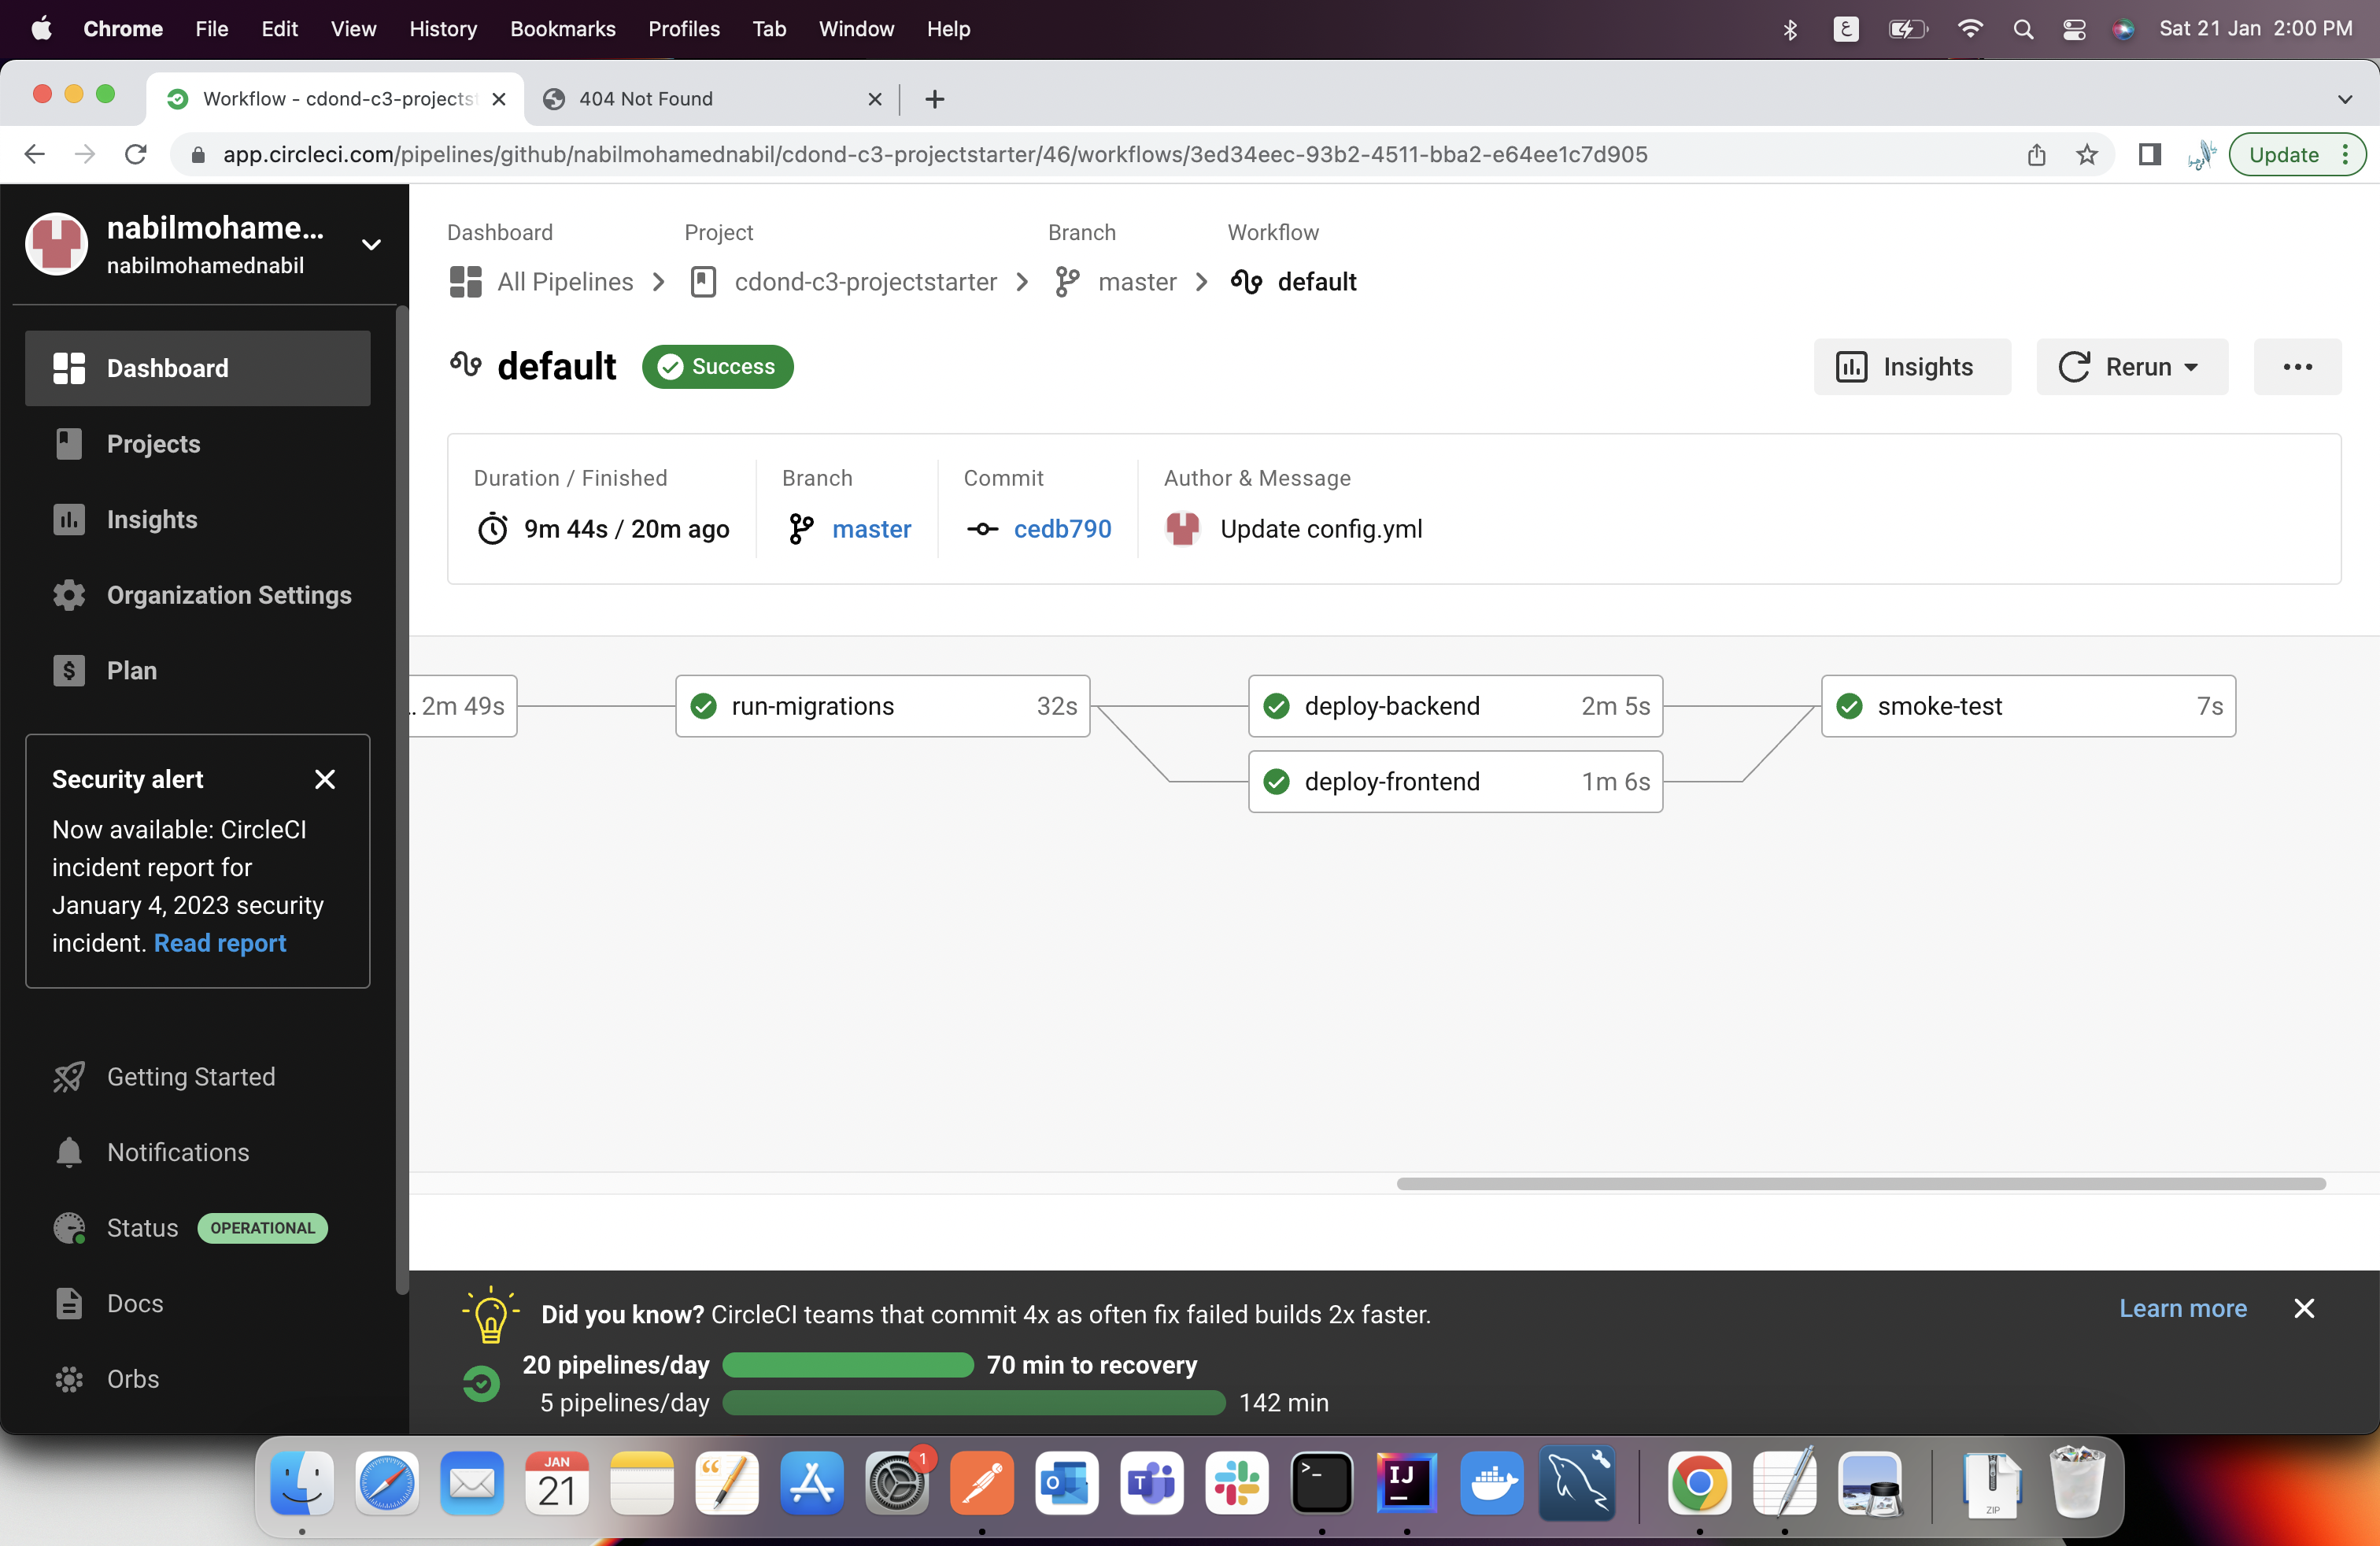 Chrome File Edit View History Bookmarks Profiles Tab Window Help ع Sat 21 Jan 2:00 PM
Workflow - cdond-c3-projects 404 Not Found
app.circleci.com/pipelines/github/nabilmohamednabil/cdond-c3-projectstarter/46/workflows/3ed34eec-93b2-4511-bba2-e64ee1c7d905 Update
nabilmohame...
nabilmohamednabil
Dashboard
Projects
Insights
Organization Settings
Plan
Security alert
Now available: CircleCI
incident report for
January 4, 2023 security
incident. Read report
Getting Started
Notifications
Status OPERATIONAL
Docs
Orbs
Dashboard Project Branch Workflow
All Pipelines cdond-c3-projectstarter master default
default Success Insights Rerun
Duration / Finished Branch Commit Author & Message
9m 44s / 20m ago master cedb790 Update config.yml
.. 2m 49s run-migrations 32s deploy-backend 2m 5s smoke-test 7s
deploy-frontend 1m 6s
Did you know? CircleCI teams that commit 4x as often fix failed builds 2x faster. Learn more
20 pipelines/day 70 min to recovery
5 pipelines/day 142 min
JAN
21
1
IJ
ZIP